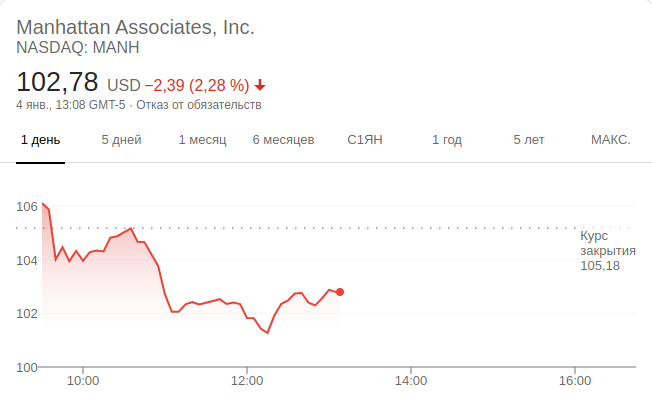 Manhattan Associates, Inc.
NASDAQ: MANH
102,78 USD −2,39 (2,28 %)
4 янв., 13:08 GMT-5 · Отказ от обязательств
1 день 5 дней 1 месяц 6 месяцев С1ЯН 1 год 5 лет МАКС.
106
Курс
закрытия
105,18
104
102
100
10:00 12:00 14:00 16:00